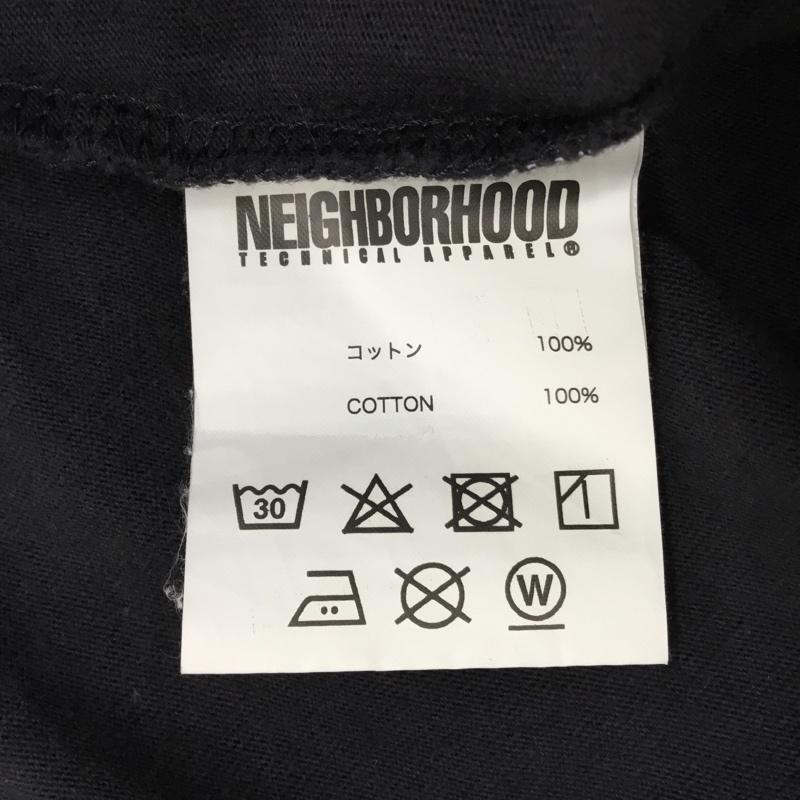 NEIGHBORHOOD
TECHNICAL APPAREL®
コットン 100%
COTTON 100%
30
W